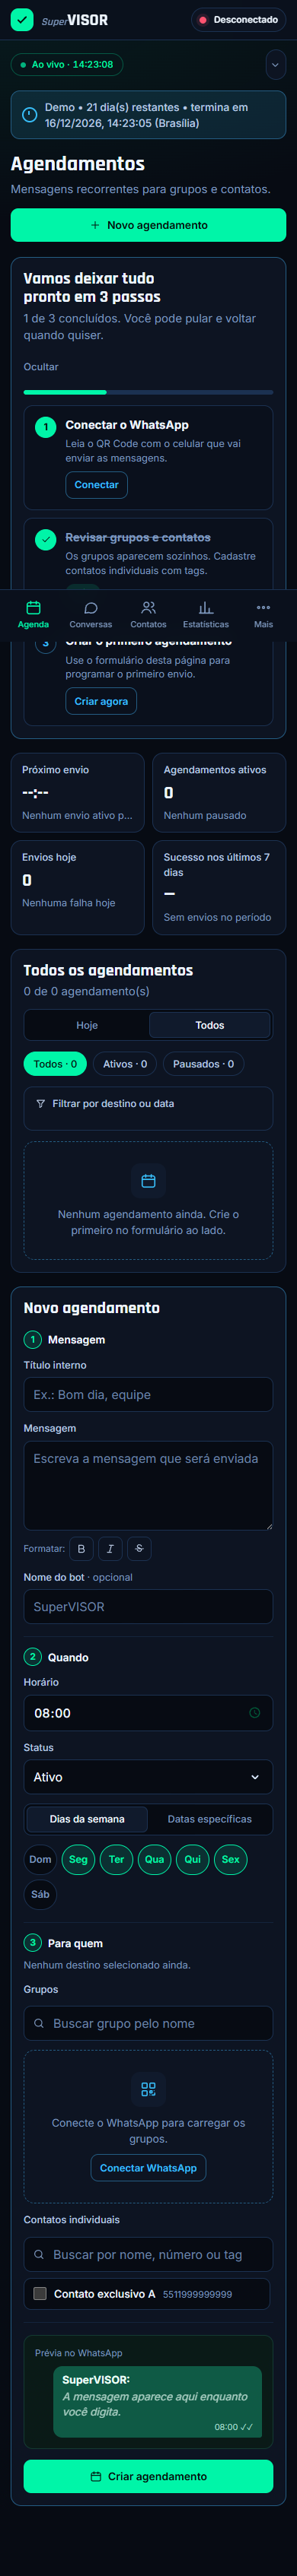 SuperVISOR
Desconectado
Ao vivo · 14:23:08
Demo • 21 dia(s) restantes • termina em
16/12/2026, 14:23:05 (Brasília)
Agendamentos
Mensagens recorrentes para grupos e contatos.
+ Novo agendamento
Vamos deixar tudo
pronto em 3 passos
1 de 3 concluídos. Você pode pular e voltar
quando quiser.
Ocultar
1 Conectar o WhatsApp
Leia o QR Code com o celular que vai
enviar as mensagens.
Conectar
Revisar grupos e contatos
Os grupos aparecem sozinhos. Cadastre
contatos individuais com tags.
Agenda Conversas Contatos Estatísticas Mais
3 Criar o primeiro agendamento
Use o formulário desta página para
programar o primeiro envio.
Criar agora
Próximo envio
--:--
Nenhum envio ativo p...
Agendamentos ativos
0
Nenhum pausado
Envios hoje
0
Nenhuma falha hoje
Sucesso nos últimos 7
dias
—
Sem envios no período
Todos os agendamentos
0 de 0 agendamento(s)
Hoje Todos
Todos · 0 Ativos · 0 Pausados · 0
Filtrar por destino ou data
Nenhum agendamento ainda. Crie o
primeiro no formulário ao lado.
Novo agendamento
1 Mensagem
Título interno
Ex.: Bom dia, equipe
Mensagem
Escreva a mensagem que será enviada
Formatar: B I S
Nome do bot · opcional
SuperVISOR
2 Quando
Horário
08:00
Status
Ativo
Dias da semana Datas específicas
Dom Seg Ter Qua Qui Sex
Sáb
3 Para quem
Nenhum destino selecionado ainda.
Grupos
Buscar grupo pelo nome
Conecte o WhatsApp para carregar os
grupos.
Conectar WhatsApp
Contatos individuais
Buscar por nome, número ou tag
Contato exclusivo A 5511999999999
Prévia no WhatsApp
SuperVISOR:
A mensagem aparece aqui enquanto
você digita.
08:00 ✓✓
Criar agendamento